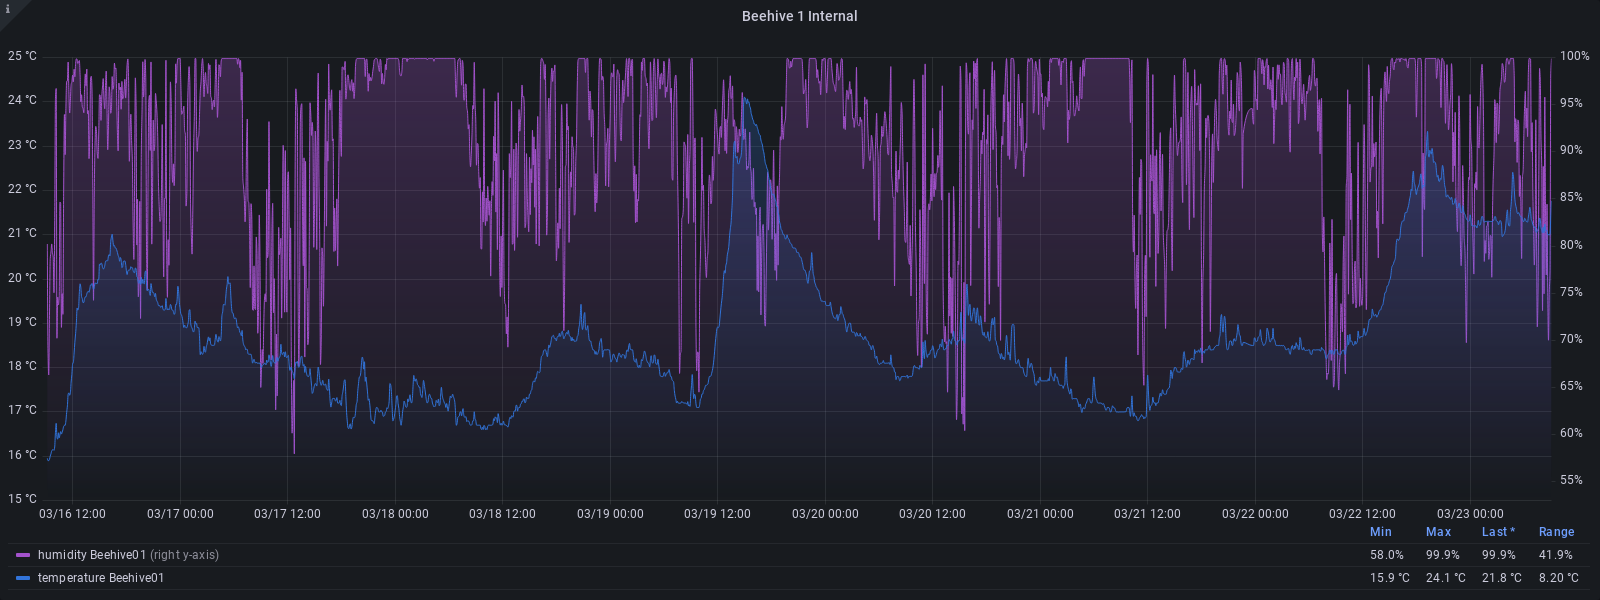 i
Beehive 1 Internal
25 °C
24 °C
23 °C
22 °C
21 °C
20 °C
19 °C
18 °C
17 °C
16 °C
15 °C
100%
95%
90%
85%
80%
75%
70%
65%
60%
55%
03/16 12:00 03/17 00:00 03/17 12:00 03/18 00:00 03/18 12:00 03/19 00:00 03/19 12:00 03/20 00:00 03/20 12:00 03/21 00:00 03/21 12:00 03/22 00:00 03/22 12:00 03/23 00:00
Min Max Last * Range
humidity Beehive01 (right y-axis) 58.0% 99.9% 99.9% 41.9%
temperature Beehive01 15.9 °C 24.1 °C 21.8 °C 8.20 °C